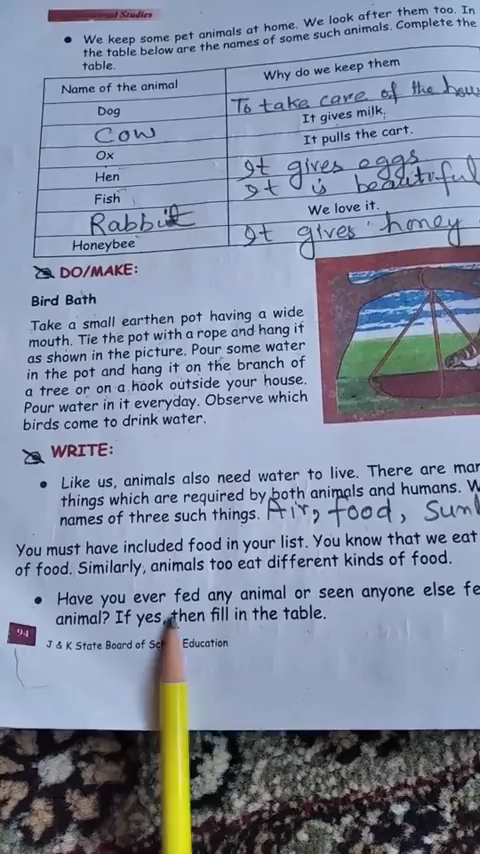 Studies
• We keep some pet animals at home. We look after them too. In
the table below are the names of some such animals. Complete the
table.
Name of the animal Why do we keep them
Dog To take care of the hou
Cow It gives milk.
Ox It pulls the cart.
Hen It gives eggs
Fish It is beautiful
Rabbit We love it.
Honeybee It gives honey
DO/MAKE:
Bird Bath
Take a small earthen pot having a wide
mouth. Tie the pot with a rope and hang it
as shown in the picture. Pour some water
in the pot and hang it on the branch of
a tree or on a hook outside your house.
Pour water in it everyday. Observe which
birds come to drink water.
WRITE:
• Like us, animals also need water to live. There are mar
things which are required by both animals and humans. W
names of three such things. Air, food, Sunl
You must have included food in your list. You know that we eat
of food. Similarly, animals too eat different kinds of food.
• Have you ever fed any animal or seen anyone else fe
animal? If yes, then fill in the table.
94
J & K State Board of Sc Education